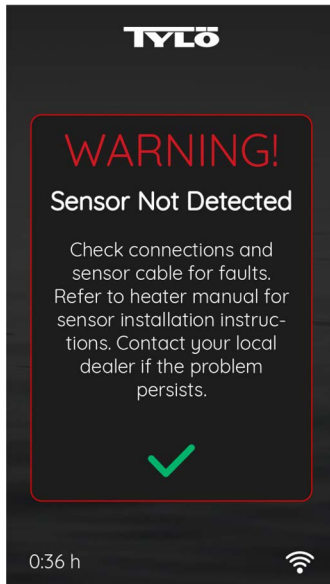 TYLÖ
WARNING!
Sensor Not Detected
Check connections and
sensor cable for faults.
Refer to heater manual for
sensor installation instruc-
tions. Contact your local
dealer if the problem
persists.
0:36 h